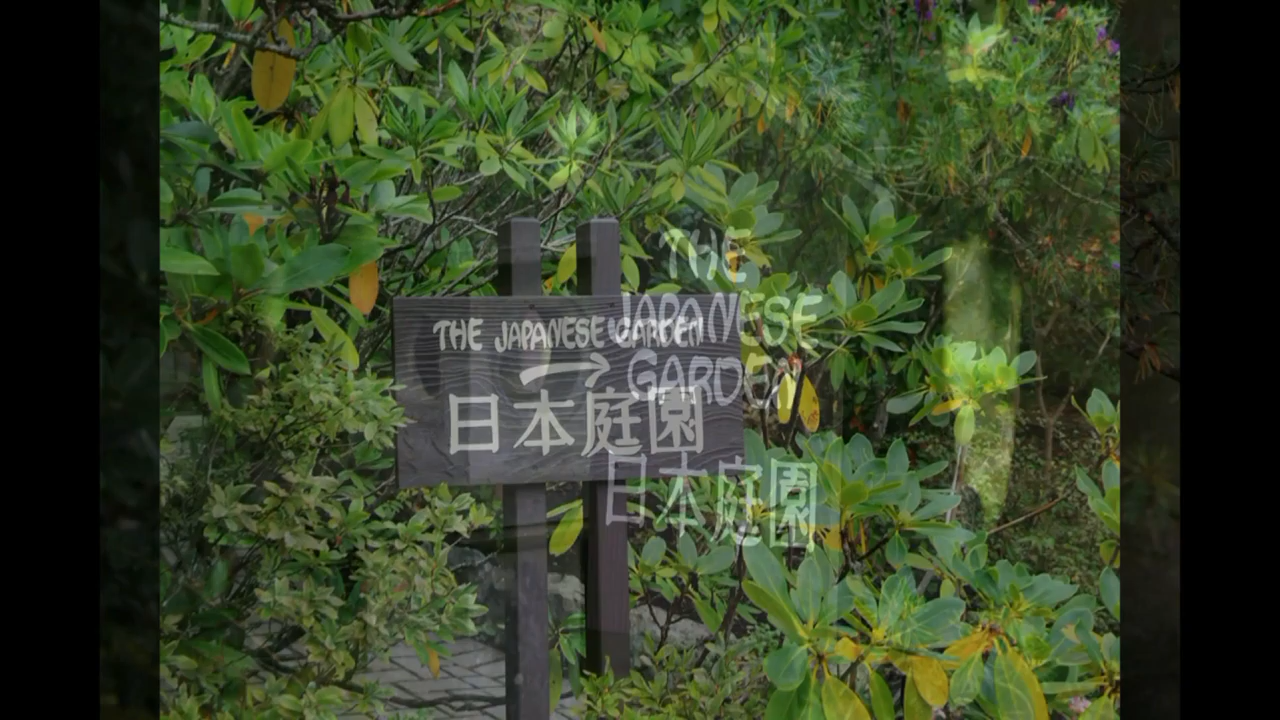 THE JAPANESE GARDEN
→
日本庭園
THE
JAPANESE
GARDEN
日本庭園